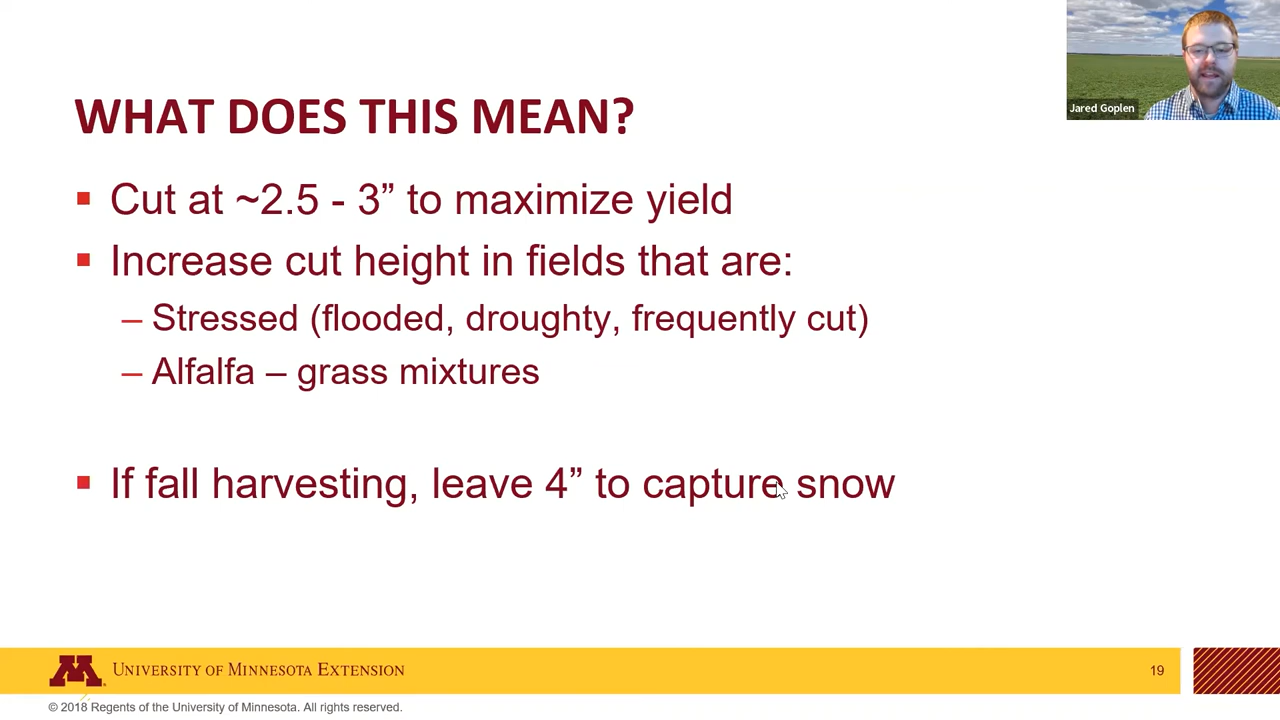 Jared Goplen
WHAT DOES THIS MEAN?
▪ Cut at ~2.5 - 3” to maximize yield
▪ Increase cut height in fields that are:
– Stressed (flooded, droughty, frequently cut)
– Alfalfa – grass mixtures
▪ If fall harvesting, leave 4” to capture snow
M UNIVERSITY OF MINNESOTA EXTENSION
19
© 2018 Regents of the University of Minnesota. All rights reserved.